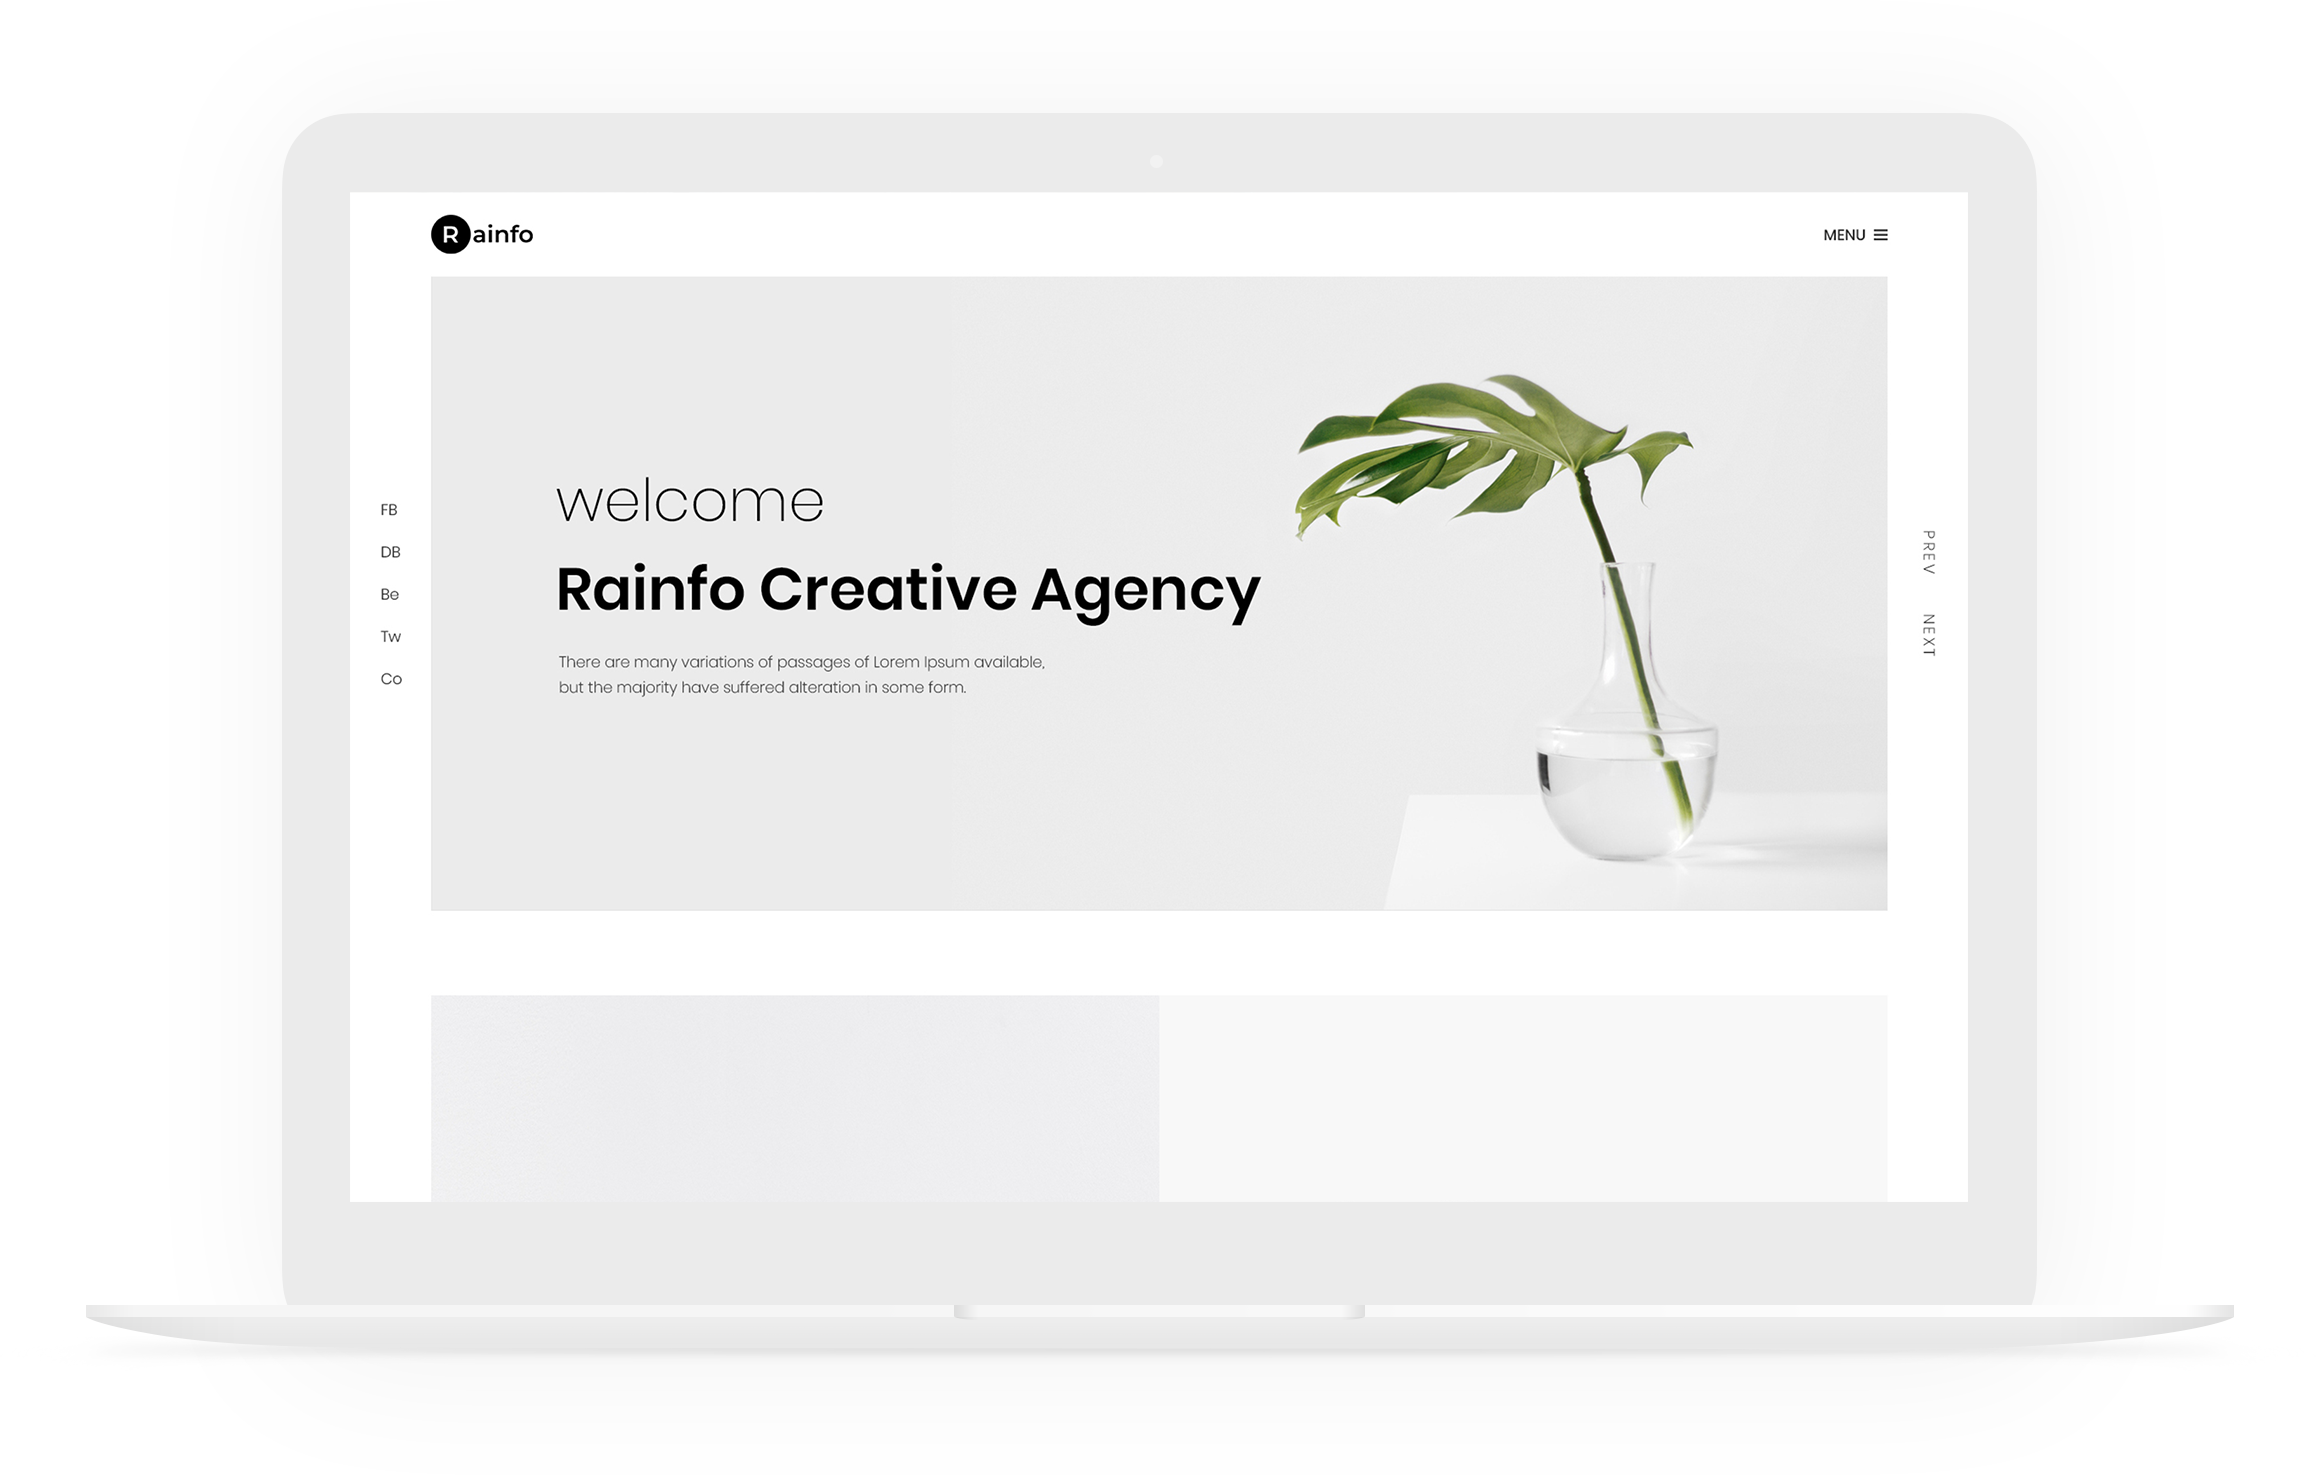 Rainfo
MENU
welcome
Rainfo Creative Agency
There are many variations of passages of Lorem Ipsum available,
but the majority have suffered alteration in some form.
FB
DB
Be
Tw
Co
PREV
NEXT